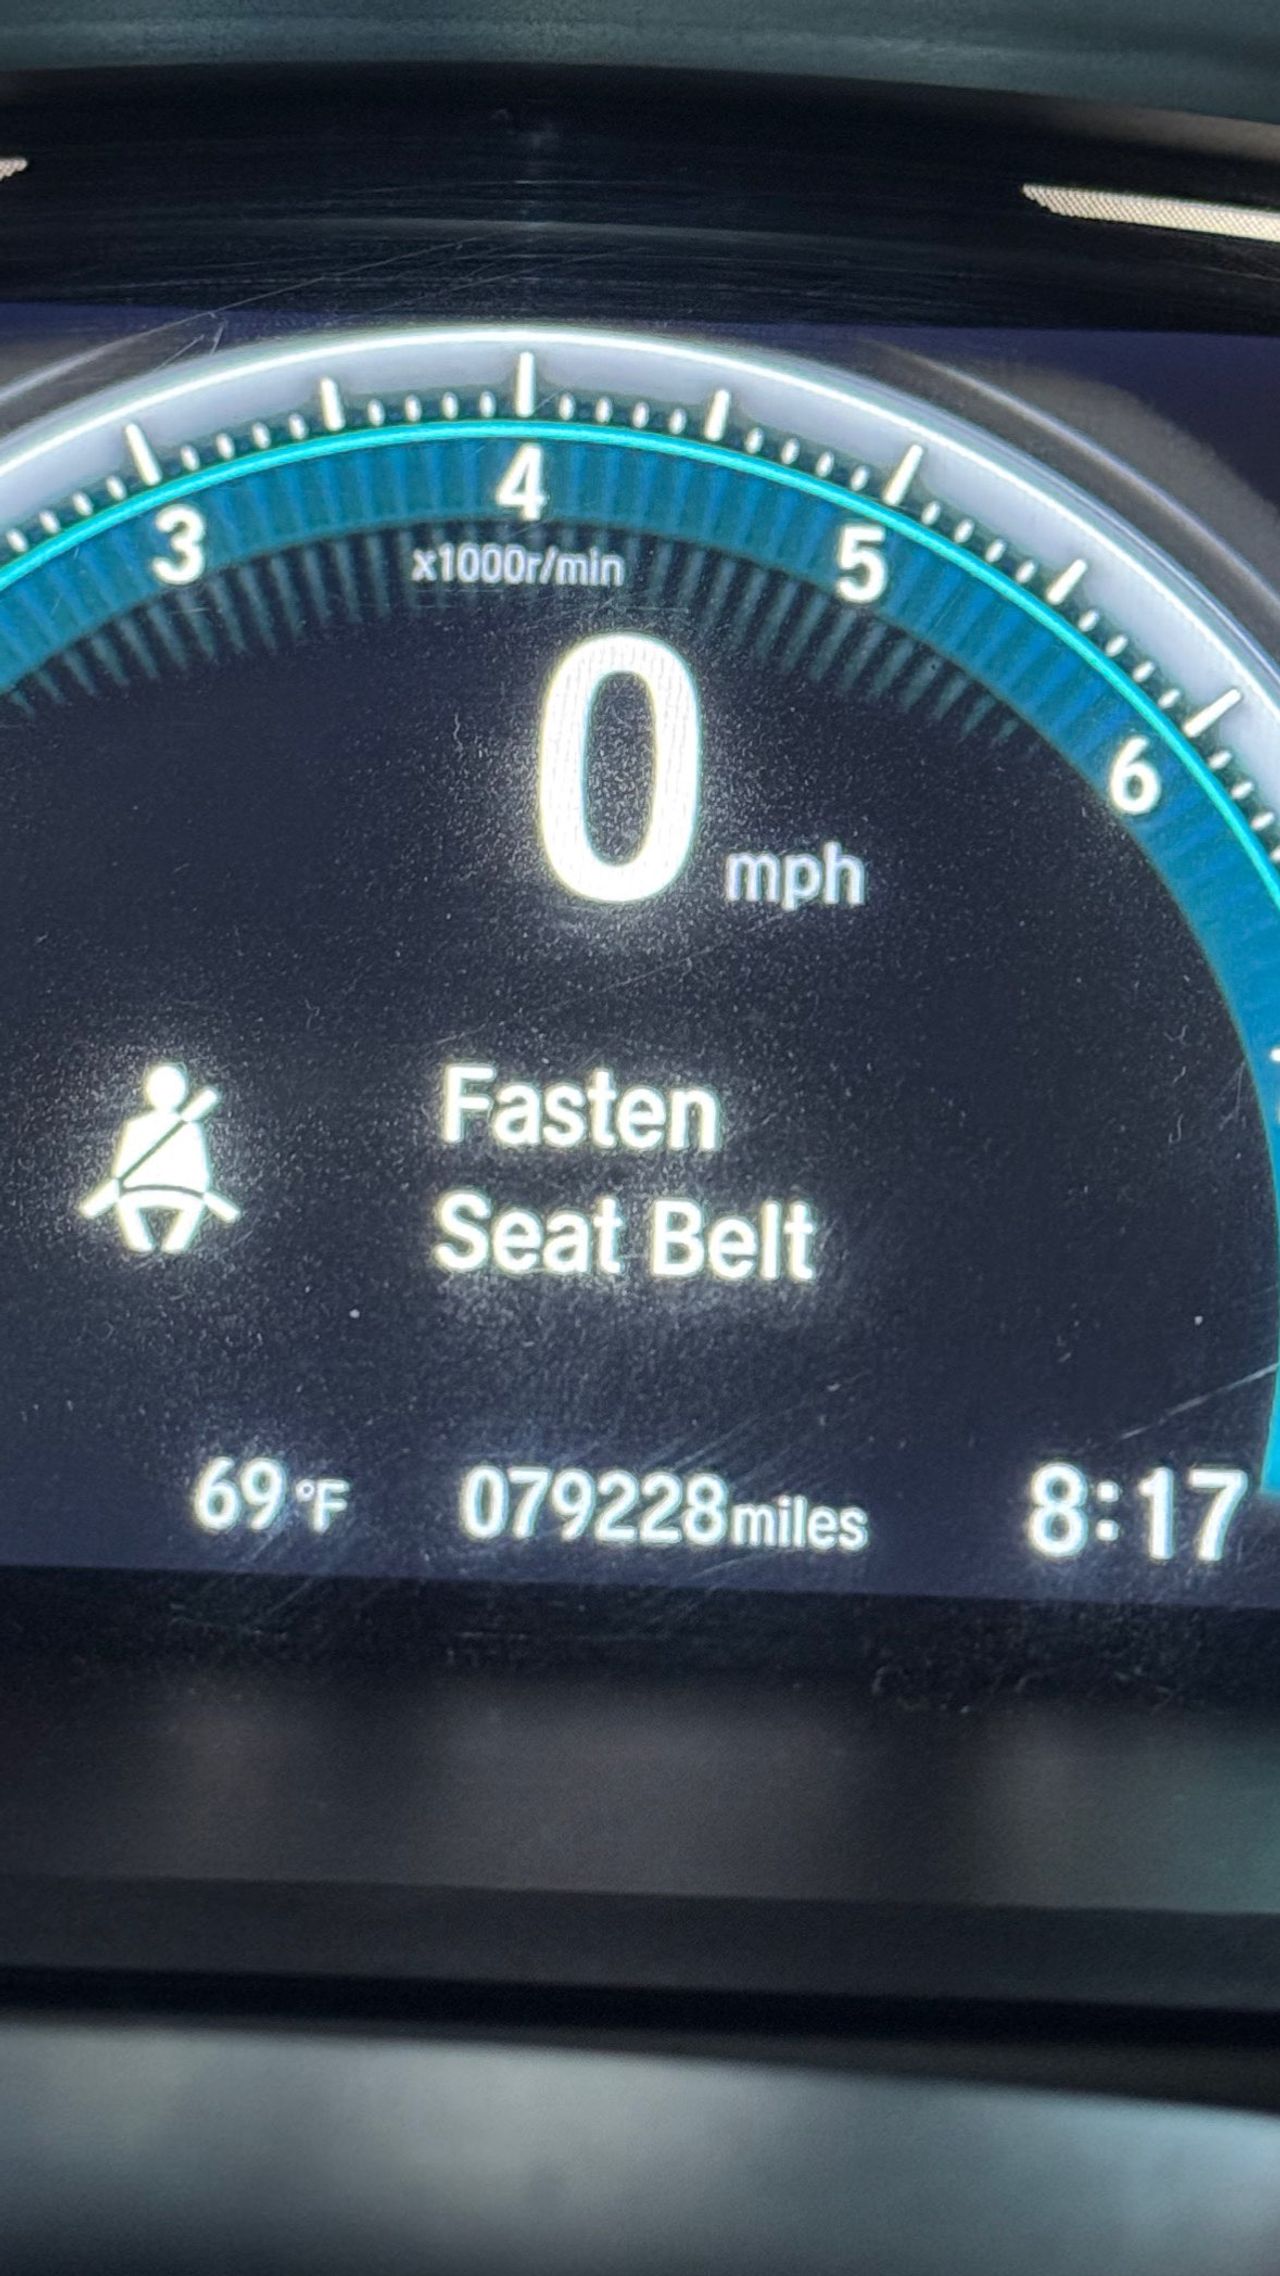 3
4
5
6
x1000r/min
0 mph
Fasten
Seat Belt
69°F 079228miles 8:17